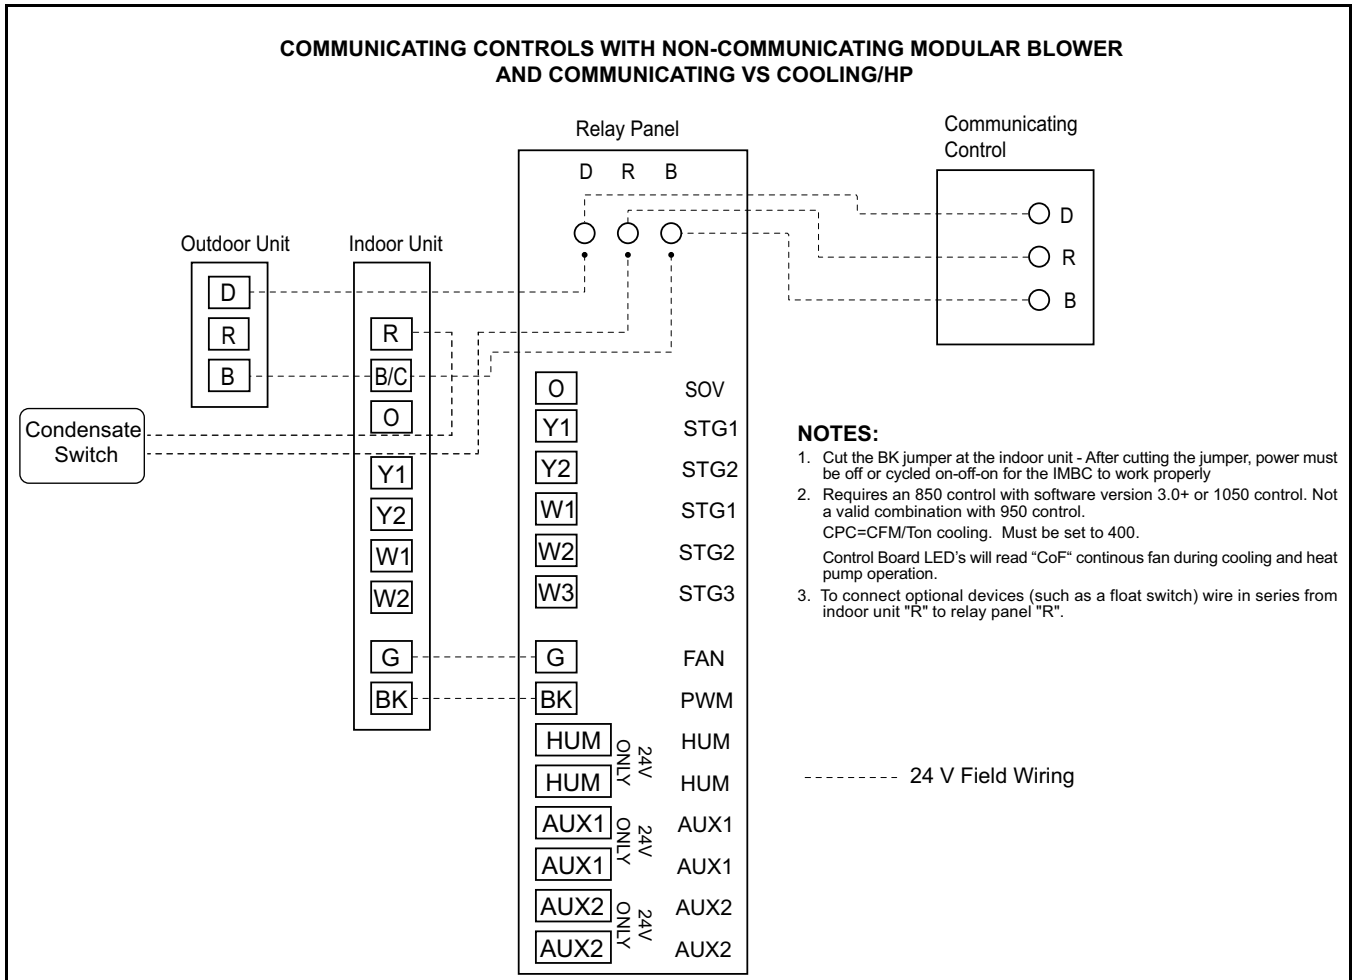 COMMUNICATING CONTROLS WITH NON-COMMUNICATING MODULAR BLOWER
AND COMMUNICATING VS COOLING/HP
Relay Panel
D R B
Communicating
Control
D
R
B
Outdoor Unit
D
R
B
Indoor Unit
R
B/C
O
Y1
Y2
W1
W2
G
BK
Condensate
Switch
O SOV
Y1 STG1
Y2 STG2
W1 STG1
W2 STG2
W3 STG3
G FAN
BK PWM
HUM HUM
24V
ONLY
HUM HUM
AUX1 AUX1
24V
ONLY
AUX1 AUX1
AUX2 AUX2
24V
ONLY
AUX2 AUX2
NOTES:
1. Cut the BK jumper at the indoor unit - After cutting the jumper, power must
be off or cycled on-off-on for the IMBC to work properly
2. Requires an 850 control with software version 3.0+ or 1050 control. Not
a valid combination with 950 control.
CPC=CFM/Ton cooling. Must be set to 400.
Control Board LED's will read “CoF“ continous fan during cooling and heat
pump operation.
3. To connect optional devices (such as a float switch) wire in series from
indoor unit "R" to relay panel "R".
24 V Field Wiring